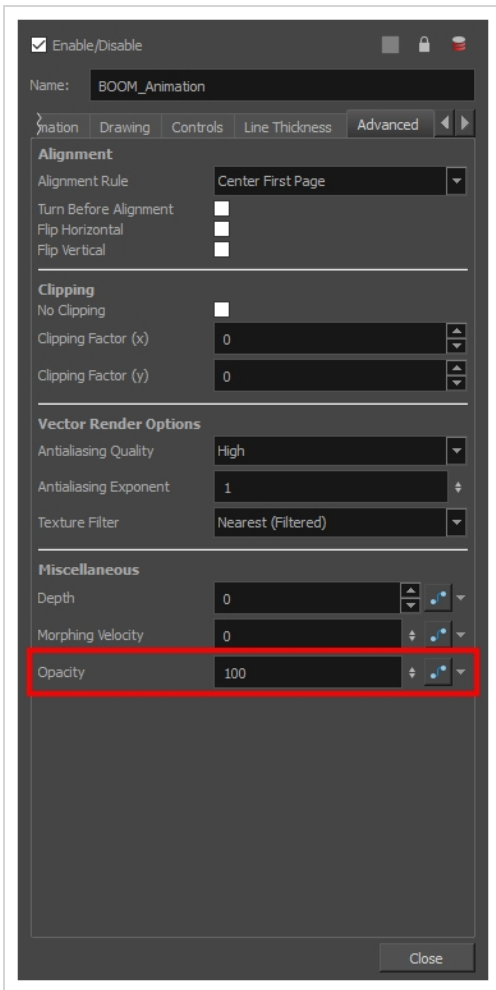 Enable/Disable
Name: BOOM_Animation
mation Drawing Controls Line Thickness Advanced
Alignment
Alignment Rule Center First Page
Turn Before Alignment
Flip Horizontal
Flip Vertical
Clipping
No Clipping
Clipping Factor (x) 0
Clipping Factor (y) 0
Vector Render Options
Antialiasing Quality High
Antialiasing Exponent 1
Texture Filter Nearest (Filtered)
Miscellaneous
Depth 0
Morphing Velocity 0
Opacity 100
Close